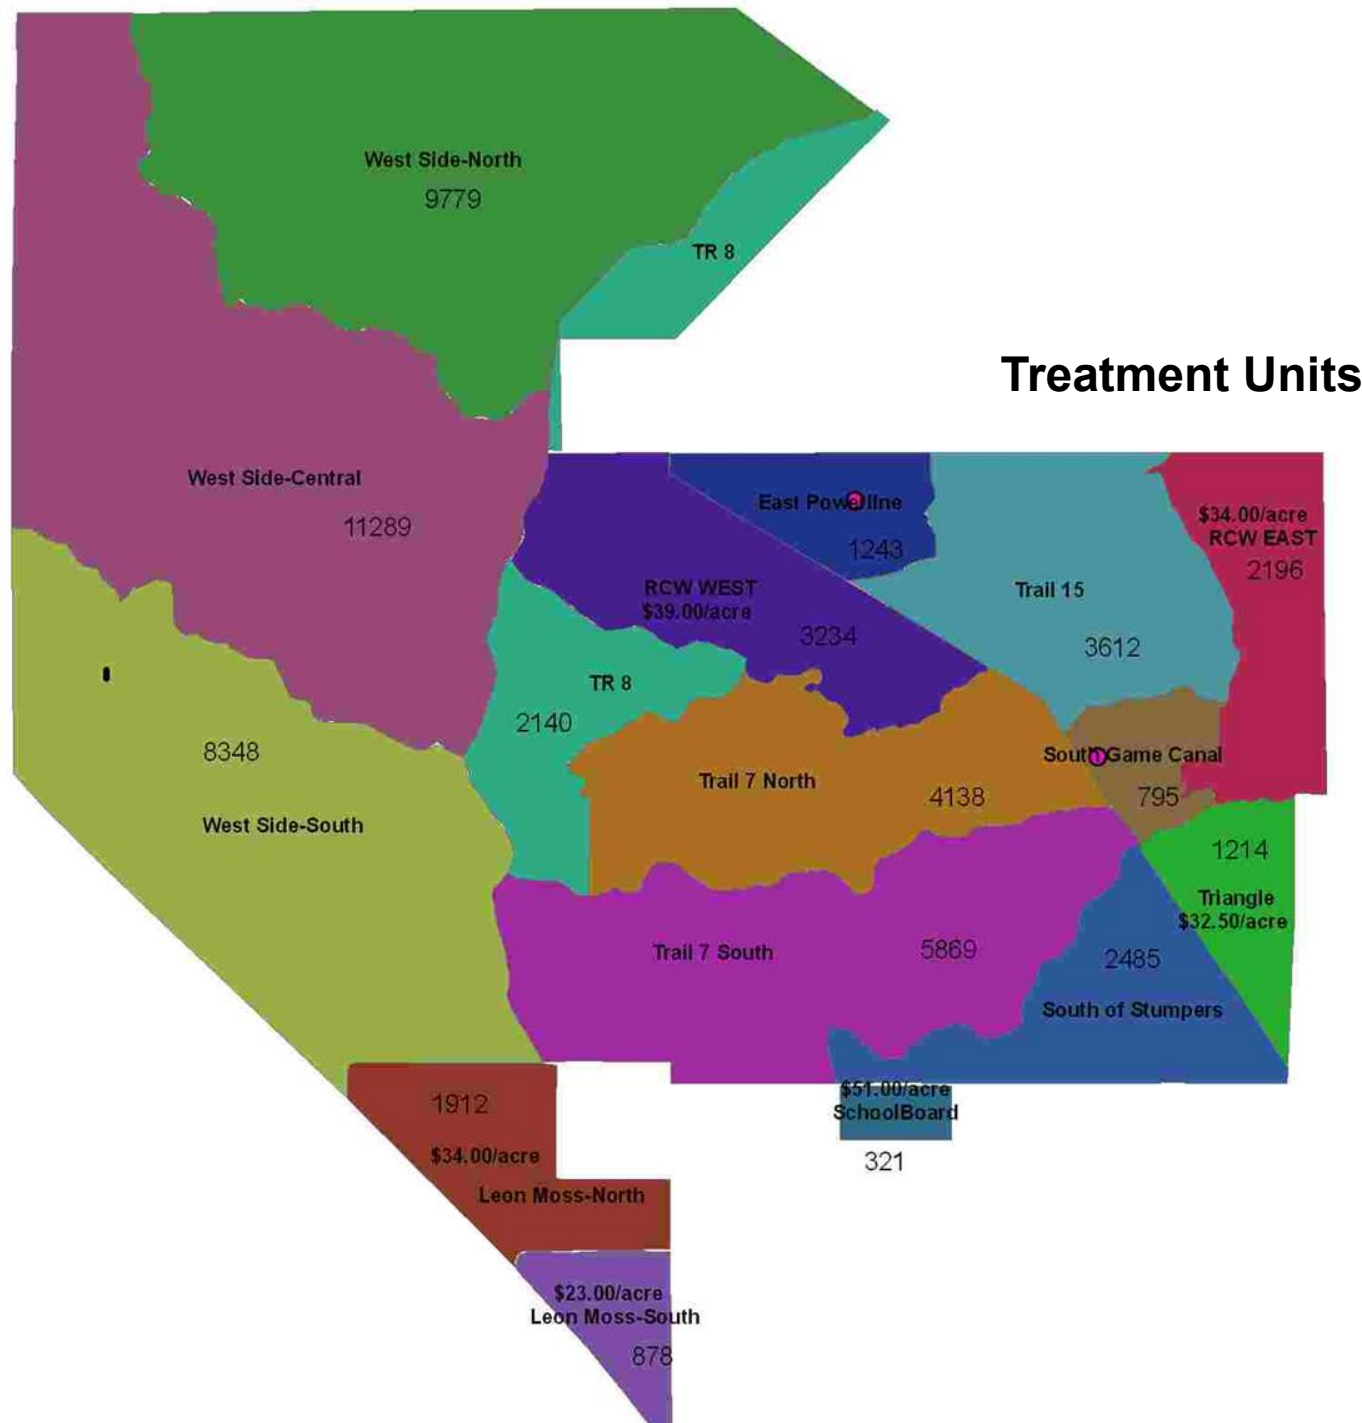 West Side-North
9779
TR 8
Treatment Units
West Side-Central
11289
East Powerline
1243
$34.00/acre
RCW EAST
2196
RCW WEST
$39.00/acre
3234
Trail 15
3612
TR 8
2140
8348
West Side-South
Trail 7 North
4138
South Game Canal
795
1214
Triangle
$32.50/acre
Trail 7 South
5869
2485
South of Stumpers
$51.00/acre
SchoolBoard
321
1912
$34.00/acre
Leon Moss-North
$23.00/acre
Leon Moss-South
878